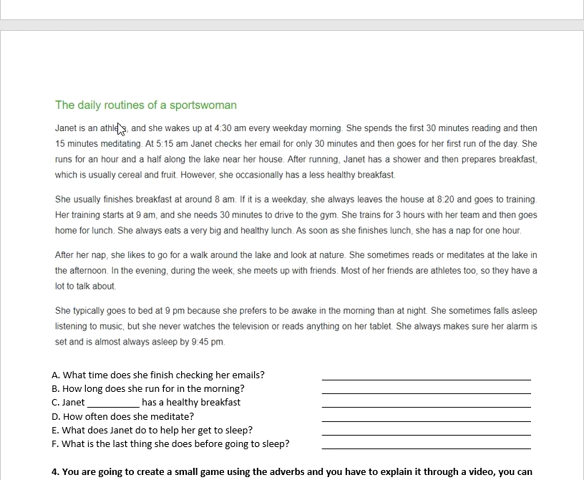 The daily routines of a sportswoman
Janet is an athlete, and she wakes up at 4:30 am every weekday morning. She spends the first 30 minutes reading and then
15 minutes meditating. At 5:15 am Janet checks her email for only 30 minutes and then goes for her first run of the day. She
runs for an hour and a half along the lake near her house. After running, Janet has a shower and then prepares breakfast,
which is usually cereal and fruit. However, she occasionally has a less healthy breakfast.
She usually finishes breakfast at around 8 am. If it is a weekday, she always leaves the house at 8:20 and goes to training.
Her training starts at 9 am, and she needs 30 minutes to drive to the gym. She trains for 3 hours with her team and then goes
home for lunch. She always eats a very big and healthy lunch. As soon as she finishes lunch, she has a nap for one hour.
After her nap, she likes to go for a walk around the lake and look at nature. She sometimes reads or meditates at the lake in
the afternoon. In the evening, during the week, she meets up with friends. Most of her friends are athletes too, so they have a
lot to talk about.
She typically goes to bed at 9 pm because she prefers to be awake in the morning than at night. She sometimes falls asleep
listening to music, but she never watches the television or reads anything on her tablet. She always makes sure her alarm is
set and is almost always asleep by 9:45 pm.
A. What time does she finish checking her emails? ____________________
B. How long does she run for in the morning? ____________________
C. Janet ___________ has a healthy breakfast ____________________
D. How often does she meditate? ____________________
E. What does Janet do to help her get to sleep? ____________________
F. What is the last thing she does before going to sleep? ____________________
4. You are going to create a small game using the adverbs and you have to explain it through a video, you can